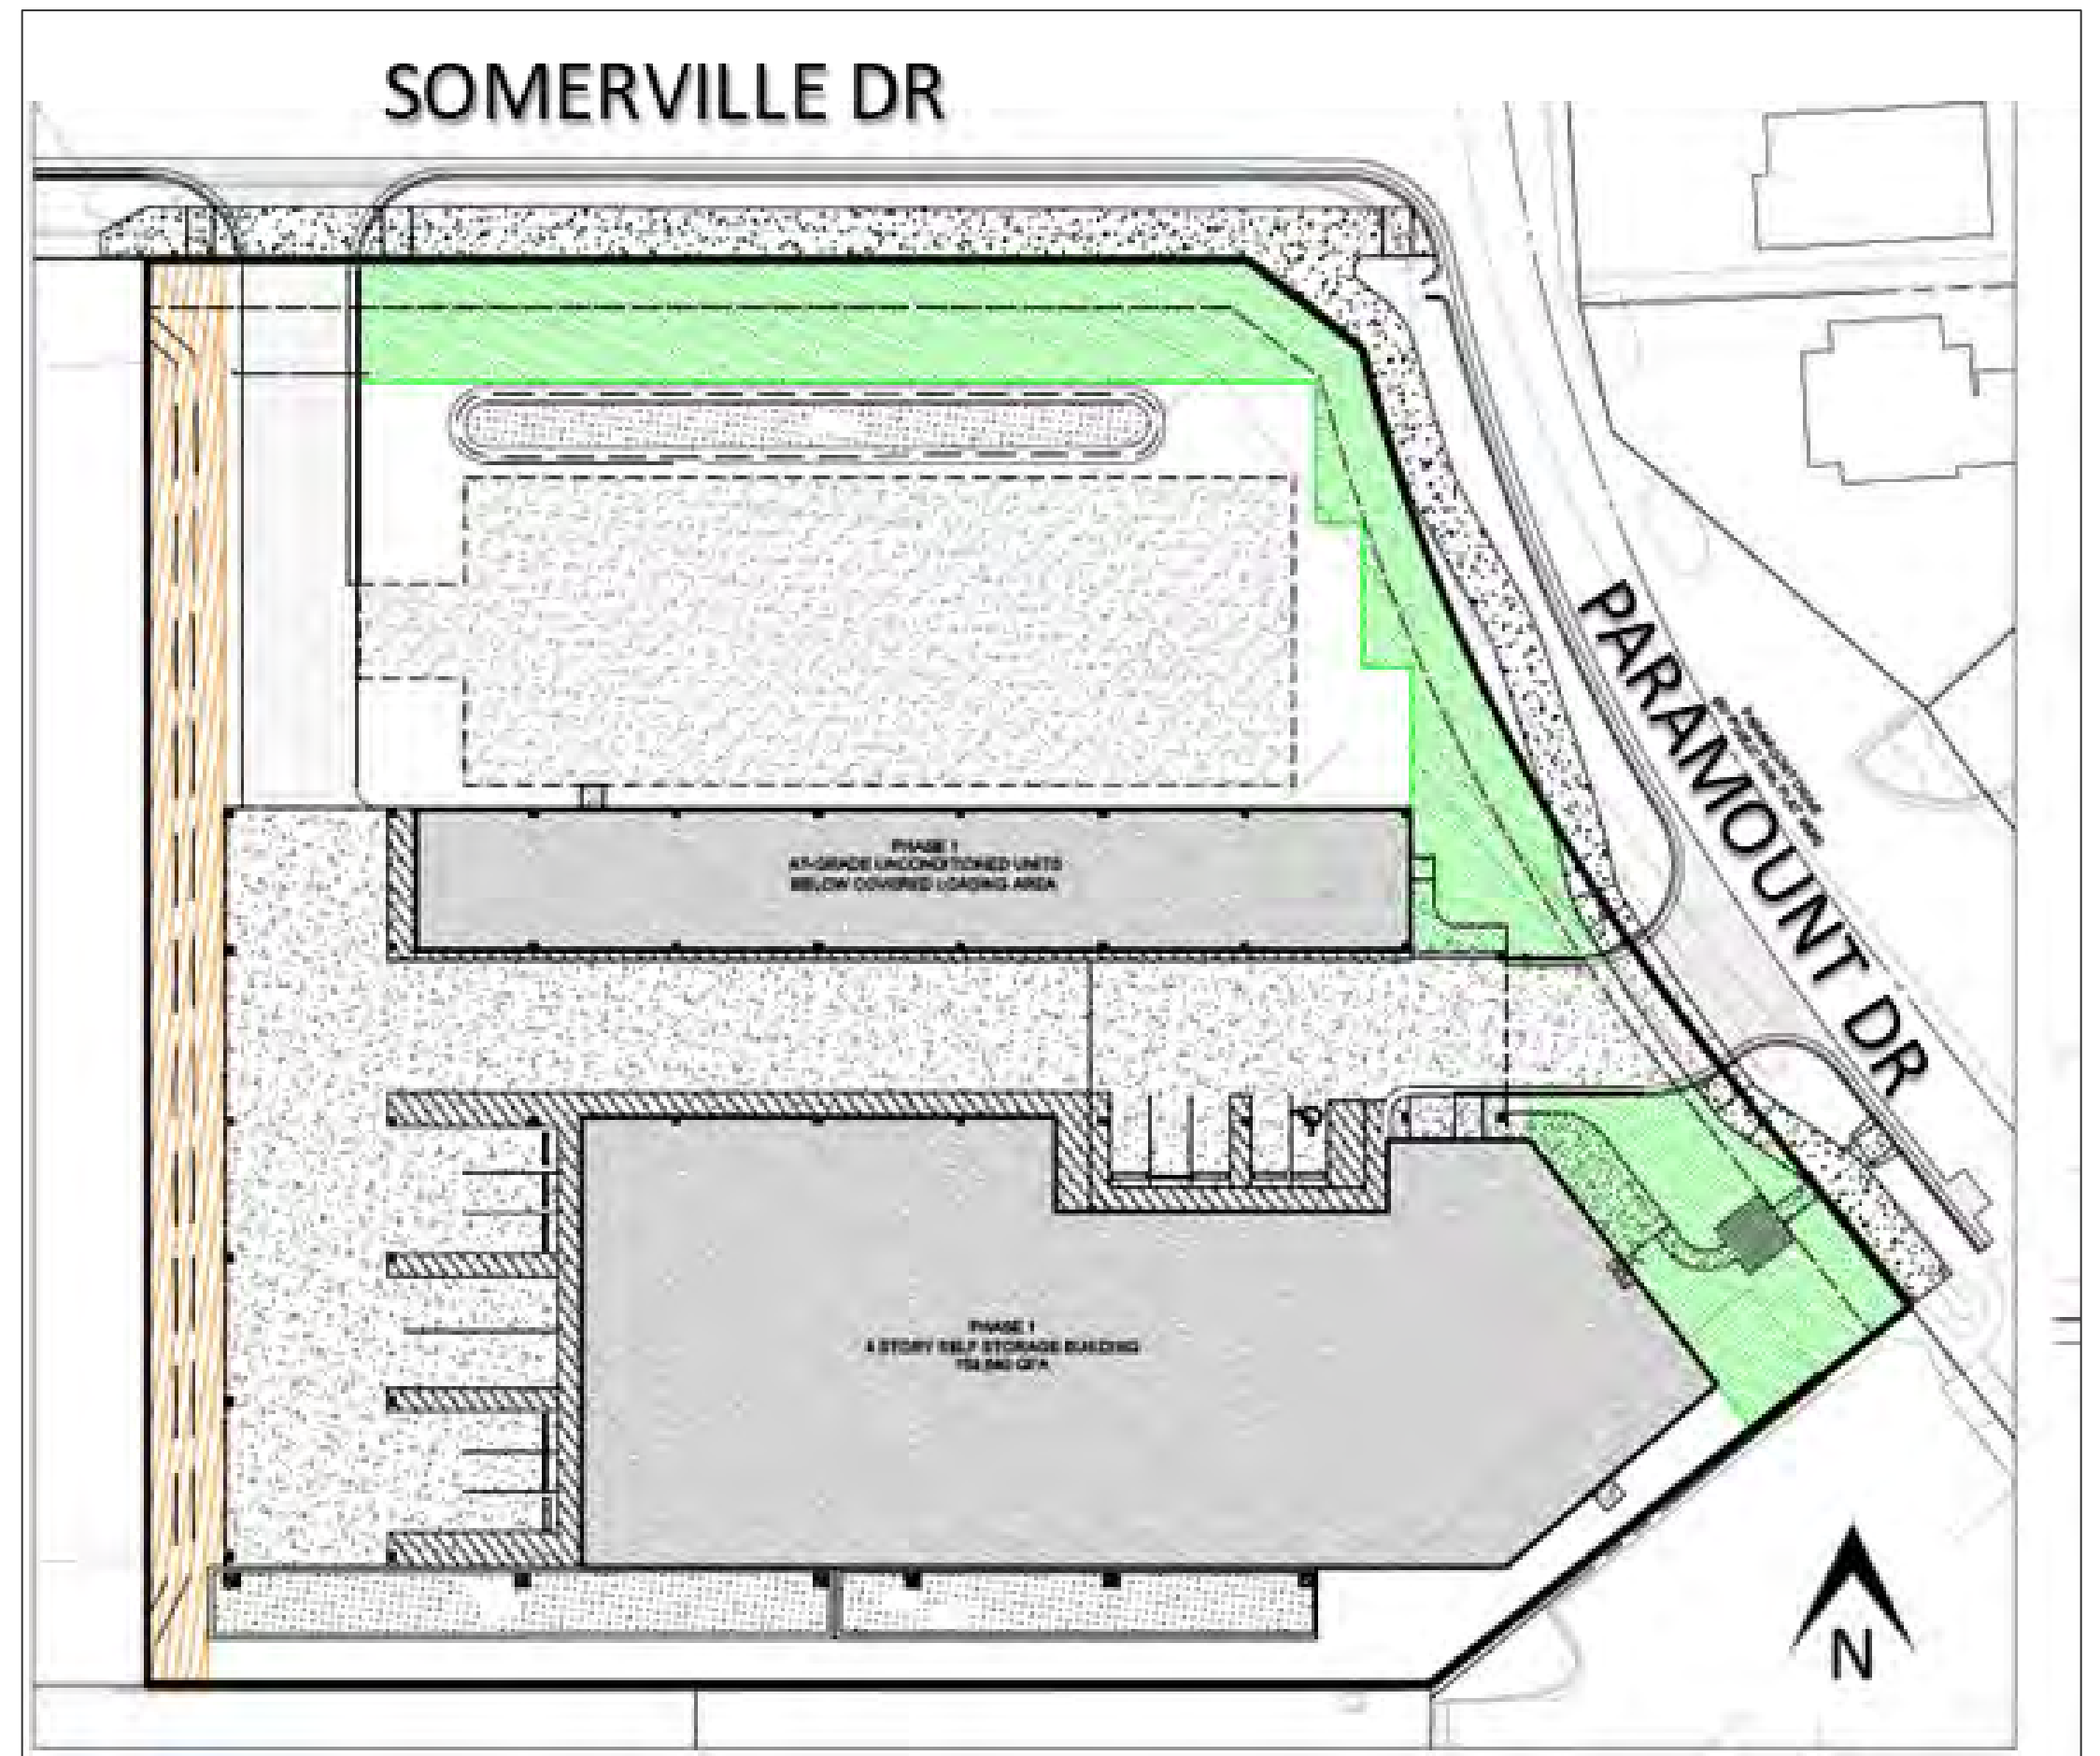 SOMERVILLE DR
PARAMOUNT DR
PHASE 1
AT-GRADE UNCONDITIONED UNITS
BELOW COVERED LOADING AREA
PHASE 1
STORY SELF STORAGE BUILDING
GFA
N